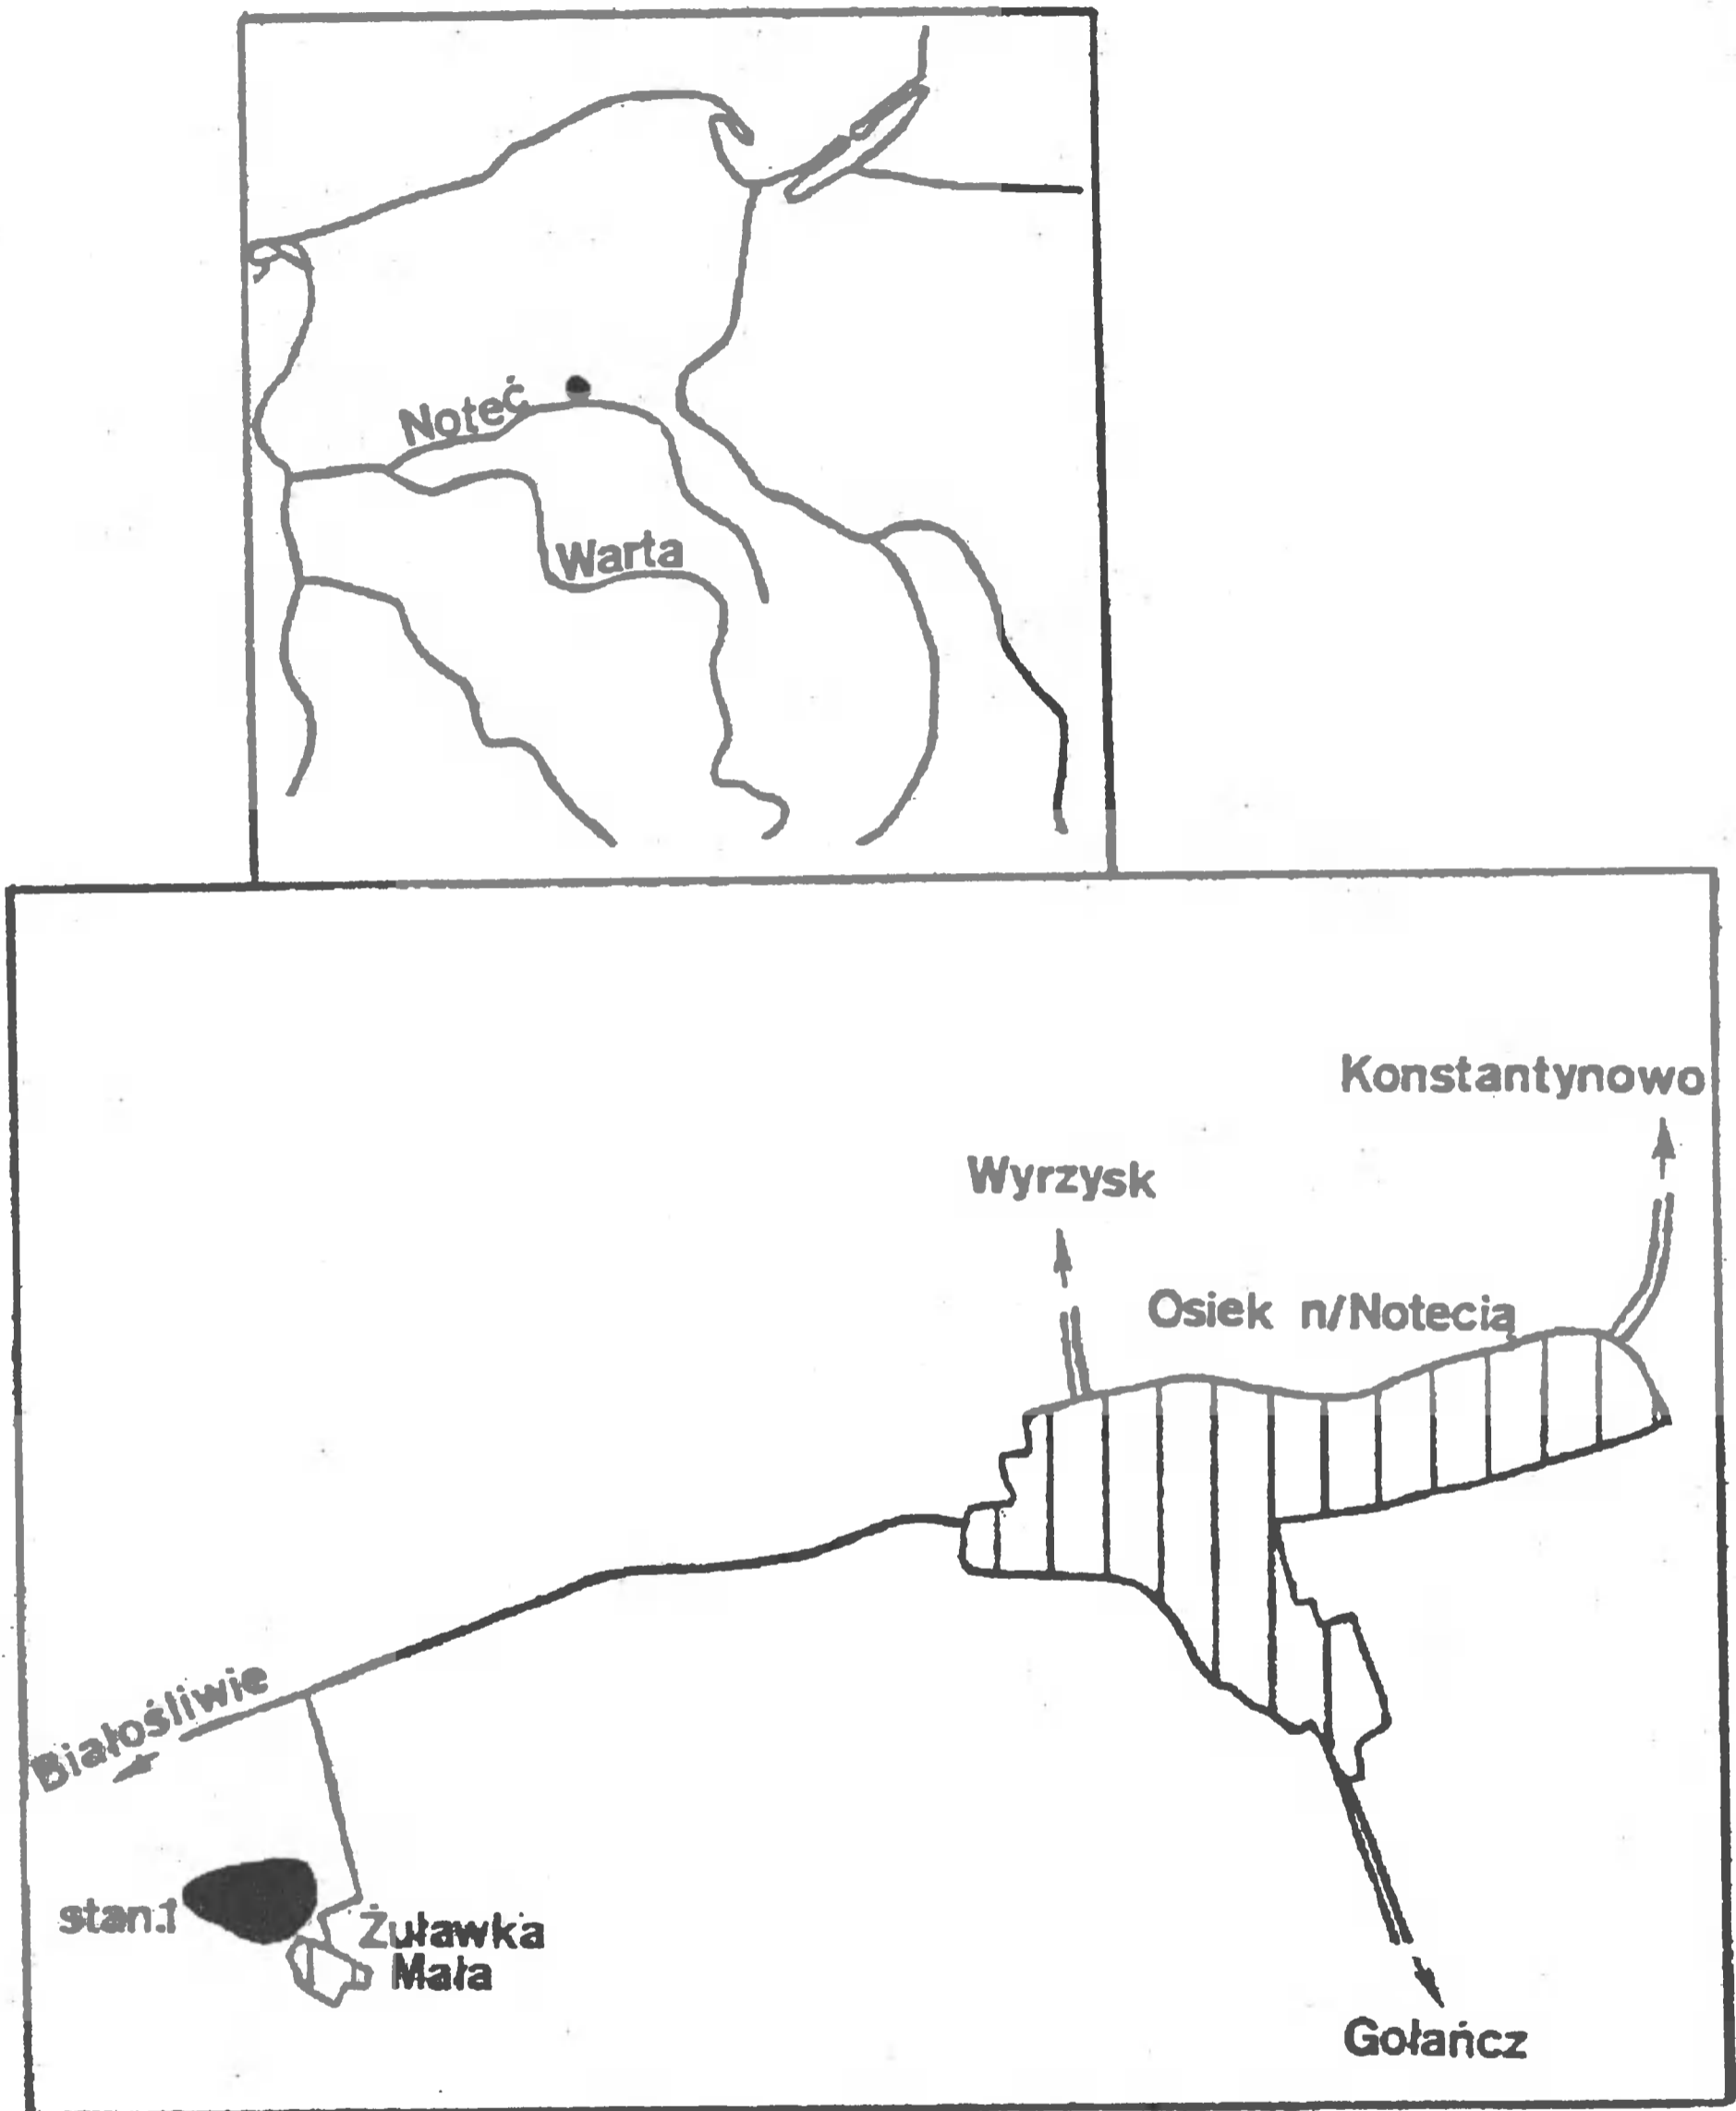 Noteć
Warta
Konstantynowo
Wyrzysk
Osiek n/Notecią
Białośliwie
stan.1
Żuławka
Mała
Gołańcz